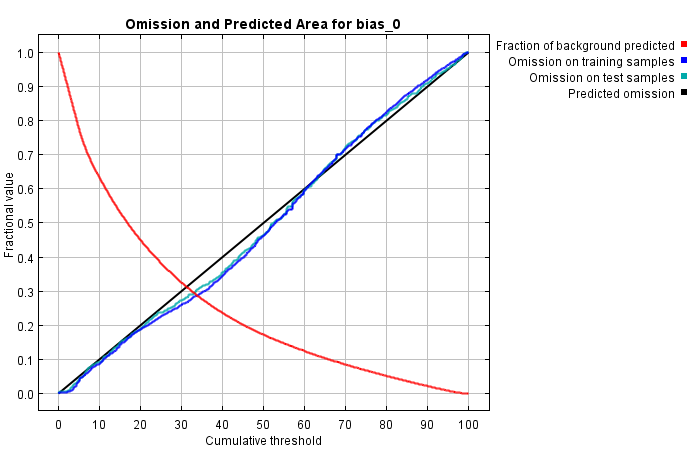 Omission and Predicted Area for bias_0
Fraction of background predicted
Omission on training samples
Omission on test samples
Predicted omission
Fractional value
1.0
0.9
0.8
0.7
0.6
0.5
0.4
0.3
0.2
0.1
0.0
0 10 20 30 40 50 60 70 80 90 100
Cumulative threshold